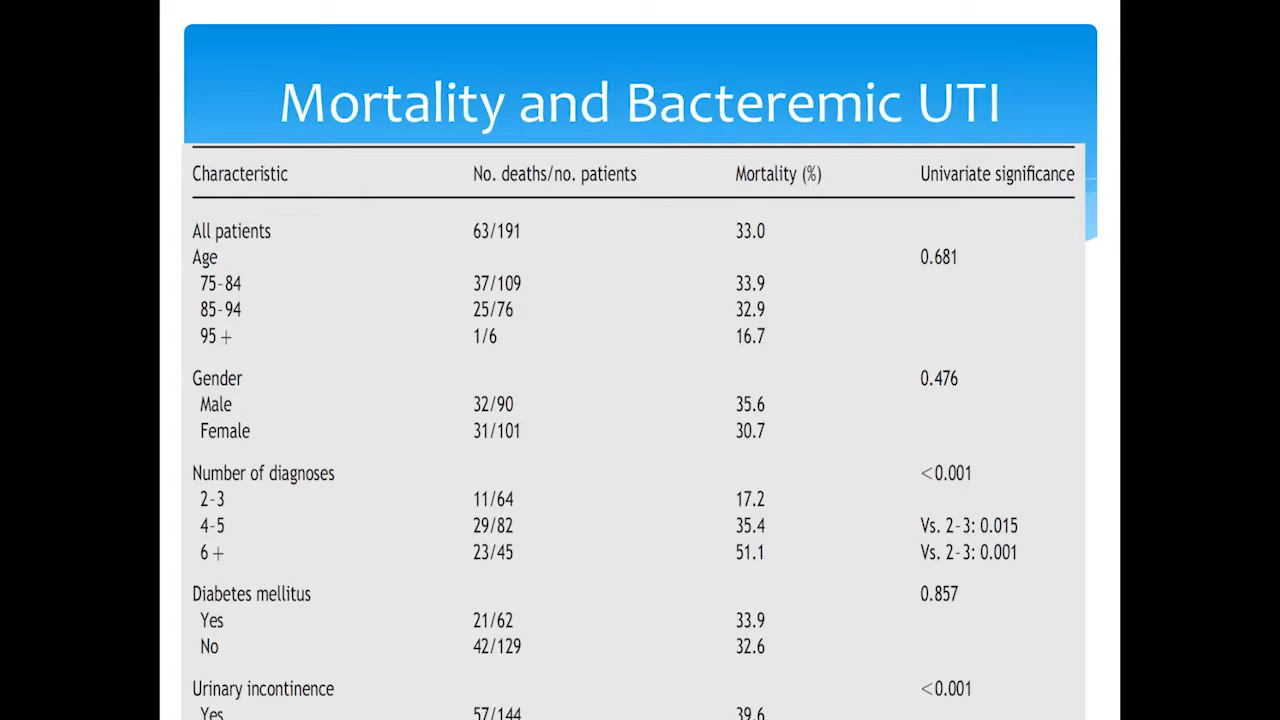 Mortality and Bacteremic UTI
Characteristic No. deaths/no. patients Mortality (%) Univariate significance
All patients 63/191 33.0
Age 0.681
75-84 37/109 33.9
85-94 25/76 32.9
95+ 1/6 16.7
Gender 0.476
Male 32/90 35.6
Female 31/101 30.7
Number of diagnoses <0.001
2-3 11/64 17.2
4-5 29/82 35.4 Vs. 2-3: 0.015
6+ 23/45 51.1 Vs. 2-3: 0.001
Diabetes mellitus 0.857
Yes 21/62 33.9
No 42/129 32.6
Urinary incontinence <0.001
Yes 57/144 39.6